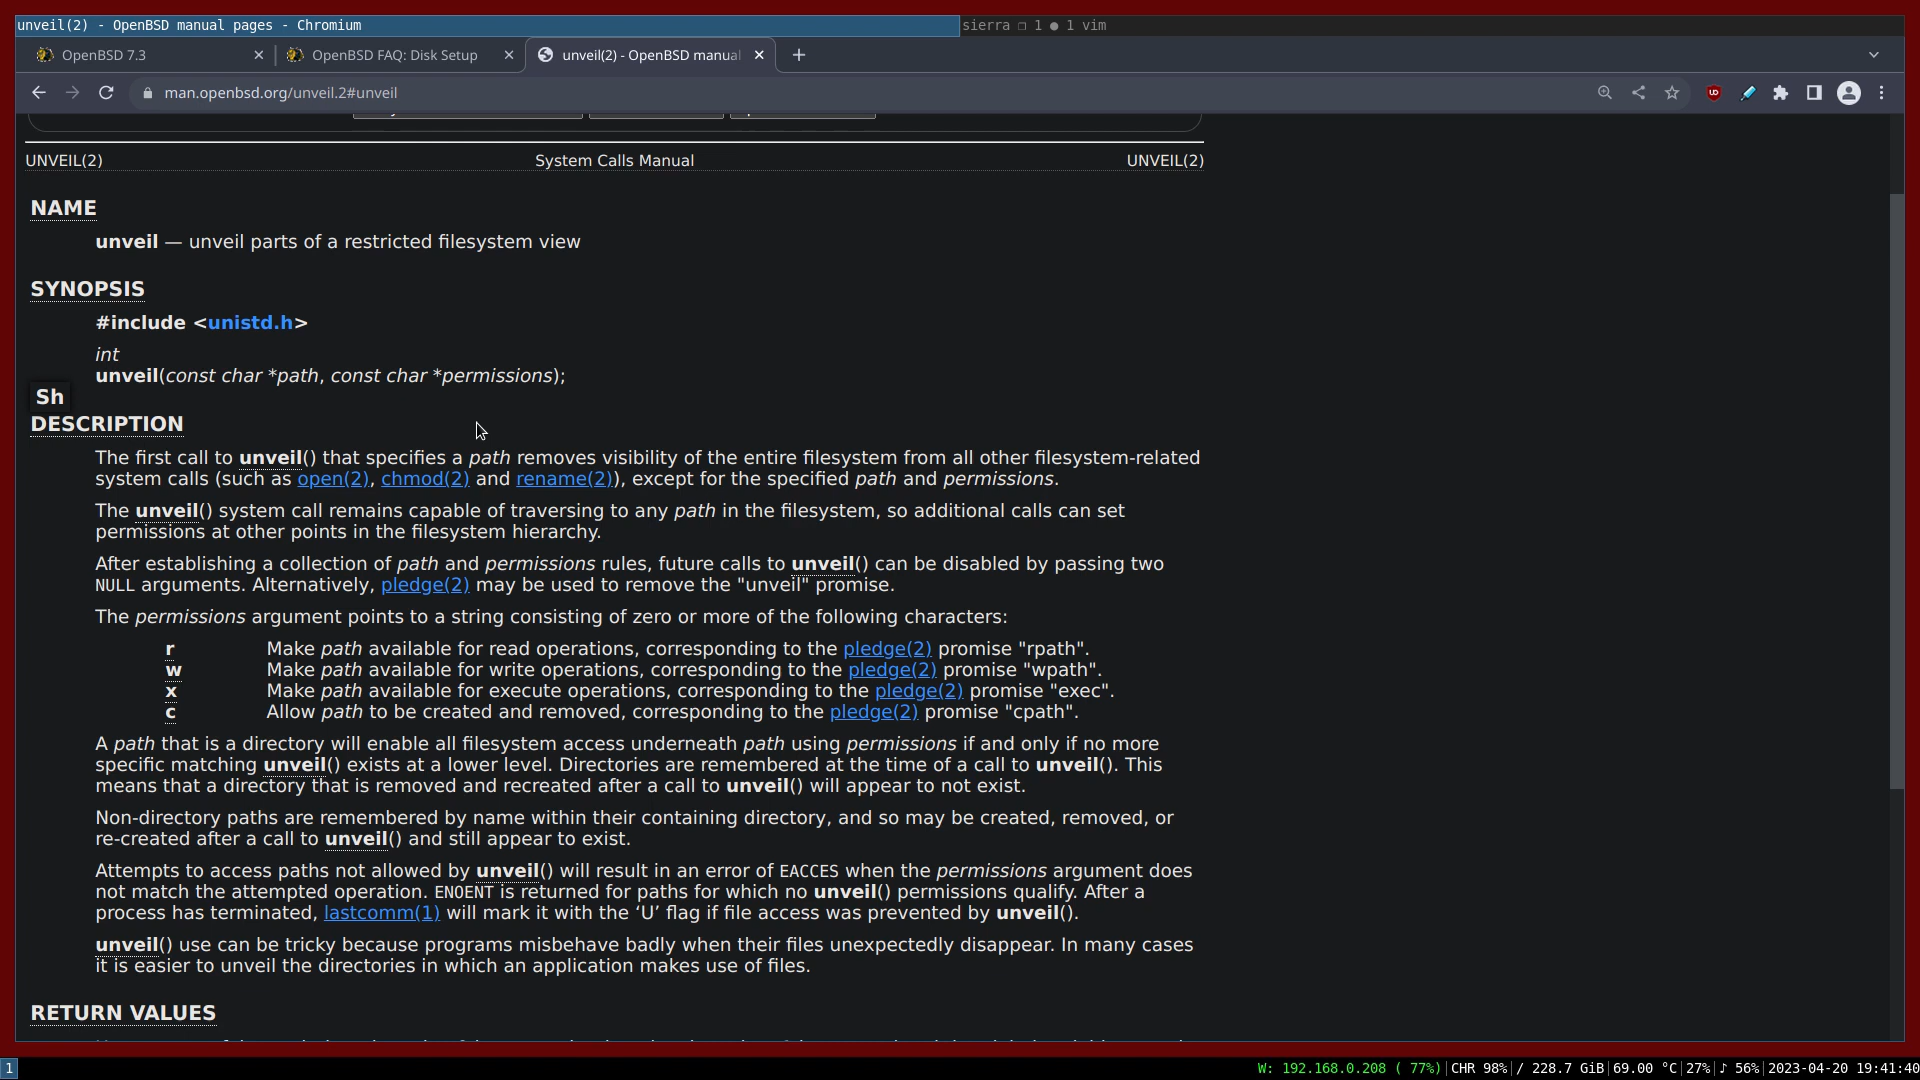 unveil(2) - OpenBSD manual pages - Chromium
sierra ❐ 1 ● 1 vim
OpenBSD 7.3
OpenBSD FAQ: Disk Setup
unveil(2) - OpenBSD manual
man.openbsd.org/unveil.2#unveil
UNVEIL(2) System Calls Manual UNVEIL(2)
NAME
unveil — unveil parts of a restricted filesystem view
SYNOPSIS
#include <unistd.h>
int
unveil(const char *path, const char *permissions);
Sh
DESCRIPTION
The first call to unveil() that specifies a path removes visibility of the entire filesystem from all other filesystem-related
system calls (such as open(2), chmod(2) and rename(2)), except for the specified path and permissions.
The unveil() system call remains capable of traversing to any path in the filesystem, so additional calls can set
permissions at other points in the filesystem hierarchy.
After establishing a collection of path and permissions rules, future calls to unveil() can be disabled by passing two
NULL arguments. Alternatively, pledge(2) may be used to remove the "unveil" promise.
The permissions argument points to a string consisting of zero or more of the following characters:
r Make path available for read operations, corresponding to the pledge(2) promise "rpath".
w Make path available for write operations, corresponding to the pledge(2) promise "wpath".
x Make path available for execute operations, corresponding to the pledge(2) promise "exec".
c Allow path to be created and removed, corresponding to the pledge(2) promise "cpath".
A path that is a directory will enable all filesystem access underneath path using permissions if and only if no more
specific matching unveil() exists at a lower level. Directories are remembered at the time of a call to unveil(). This
means that a directory that is removed and recreated after a call to unveil() will appear to not exist.
Non-directory paths are remembered by name within their containing directory, and so may be created, removed, or
re-created after a call to unveil() and still appear to exist.
Attempts to access paths not allowed by unveil() will result in an error of EACCES when the permissions argument does
not match the attempted operation. ENOENT is returned for paths for which no unveil() permissions qualify. After a
process has terminated, lastcomm(1) will mark it with the ‘U’ flag if file access was prevented by unveil().
unveil() use can be tricky because programs misbehave badly when their files unexpectedly disappear. In many cases
it is easier to unveil the directories in which an application makes use of files.
RETURN VALUES
1
W: 192.168.0.208 ( 77%)|CHR 98%|/ 228.7 GiB|69.00 °C|27%|♪ 56%|2023-04-20 19:41:40